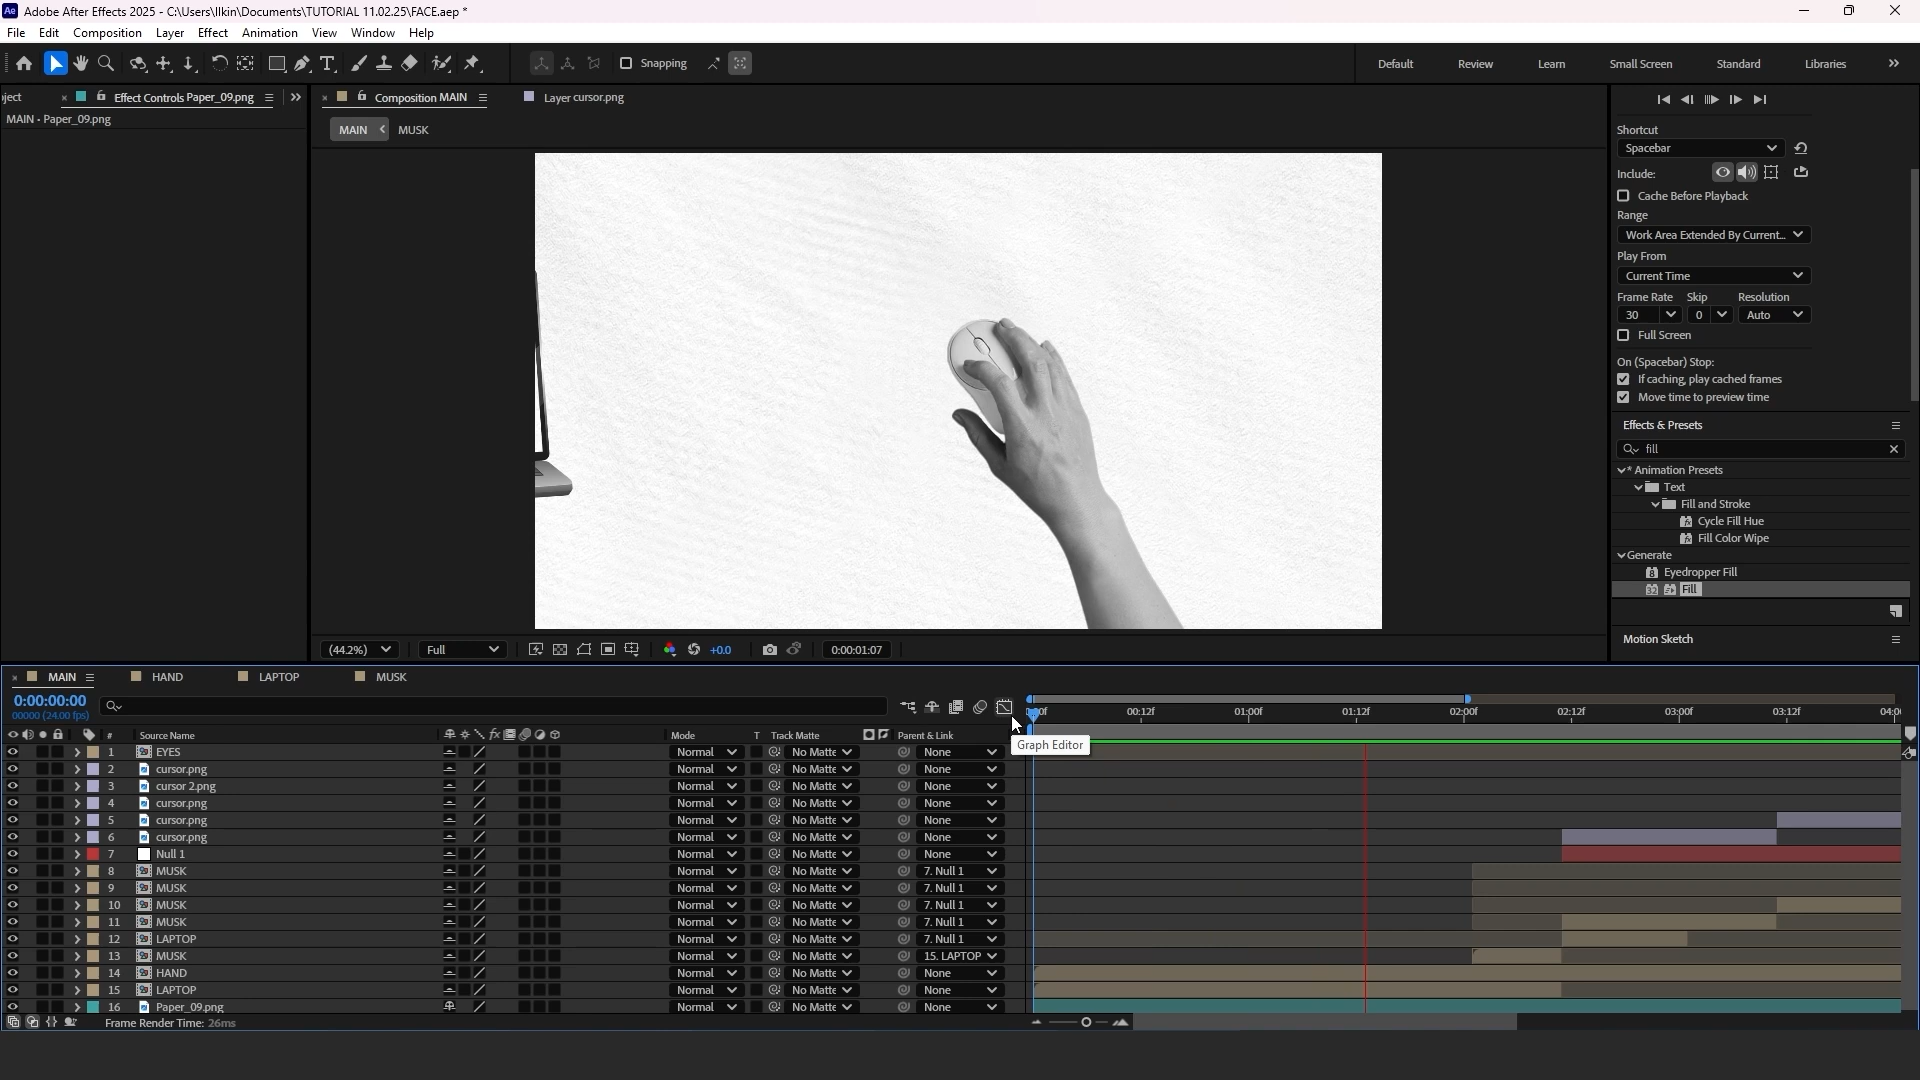 Ae Adobe After Effects 2025 - C:\Users\Ilkin\Documents\TUTORIAL 11.02.25\FACE.aep *
File Edit Composition Layer Effect Animation View Window Help
T Snapping Default Review Learn Small Screen Standard Libraries
ject Effect Controls Paper_09.png Composition MAIN Layer cursor.png
MAIN • Paper_09.png
MAIN MUSK
Shortcut
Spacebar
Include:
Cache Before Playback
Range
Work Area Extended By Current...
Play From
Current Time
Frame Rate Skip Resolution
30 0 Auto
Full Screen
On (Spacebar) Stop:
If caching, play cached frames
Move time to preview time
Effects & Presets
fill
* Animation Presets
Text
Fill and Stroke
Cycle Fill Hue
Fill Color Wipe
Generate
Eyedropper Fill
32 Fill
Motion Sketch
(44.2%) Full +0.0 0:00:01:07
MAIN HAND LAPTOP MUSK
0:00:00:00
00000 (24.00 fps)
00f 00:12f 01:00f 01:12f 02:00f 02:12f 03:00f 03:12f 04:0
# Source Name fx Mode T Track Matte Parent & Link
Graph Editor
1 EYES Normal No Matte None
2 cursor.png Normal No Matte None
3 cursor 2.png Normal No Matte None
4 cursor.png Normal No Matte None
5 cursor.png Normal No Matte None
6 cursor.png Normal No Matte None
7 Null 1 Normal No Matte None
8 MUSK Normal No Matte 7. Null 1
9 MUSK Normal No Matte 7. Null 1
10 MUSK Normal No Matte 7. Null 1
11 MUSK Normal No Matte 7. Null 1
12 LAPTOP Normal No Matte 7. Null 1
13 MUSK Normal No Matte 15. LAPTOP
14 HAND Normal No Matte None
15 LAPTOP Normal No Matte None
16 Paper_09.png Normal No Matte None
Frame Render Time: 26ms